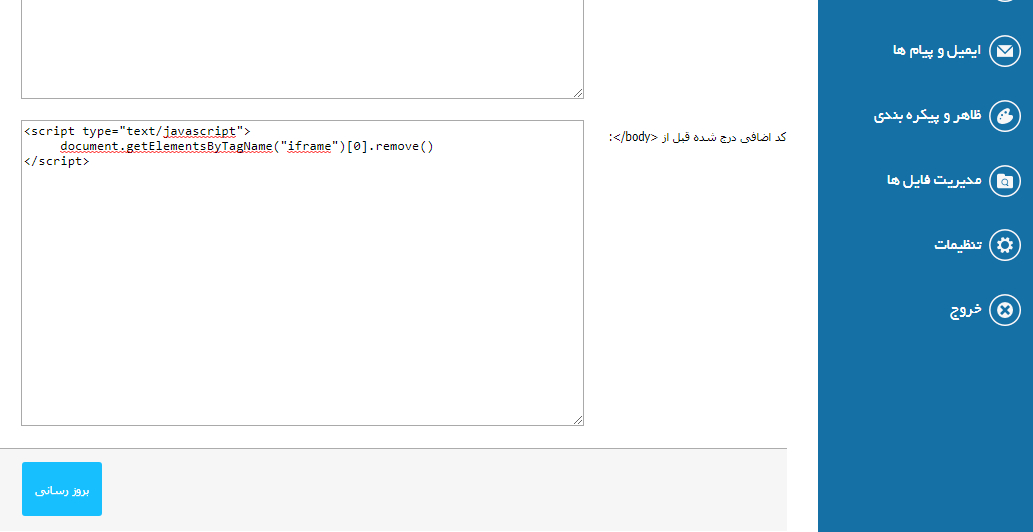 ایمیل و پیام ها
ظاهر و پیکره بندی
مدیریت فایل ها
تنظیمات
خروج
کد اضافی درج شده قبل از </body>:
<script type="text/javascript">
document.getElementsByTagName("iframe")[0].remove()
</script>
بروز رسانی